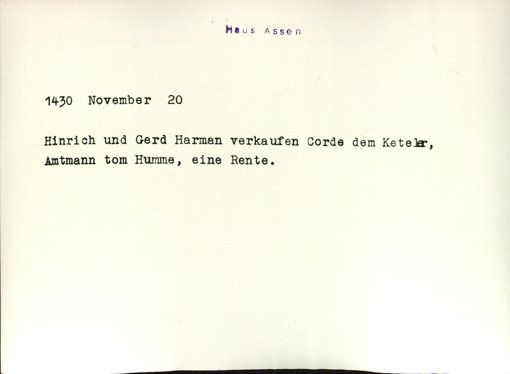 Haus Assen
1430 November 20
Hinrich und Gerd Harman verkaufen Corde dem Keteler,
Amtmann tom Humme, eine Rente.